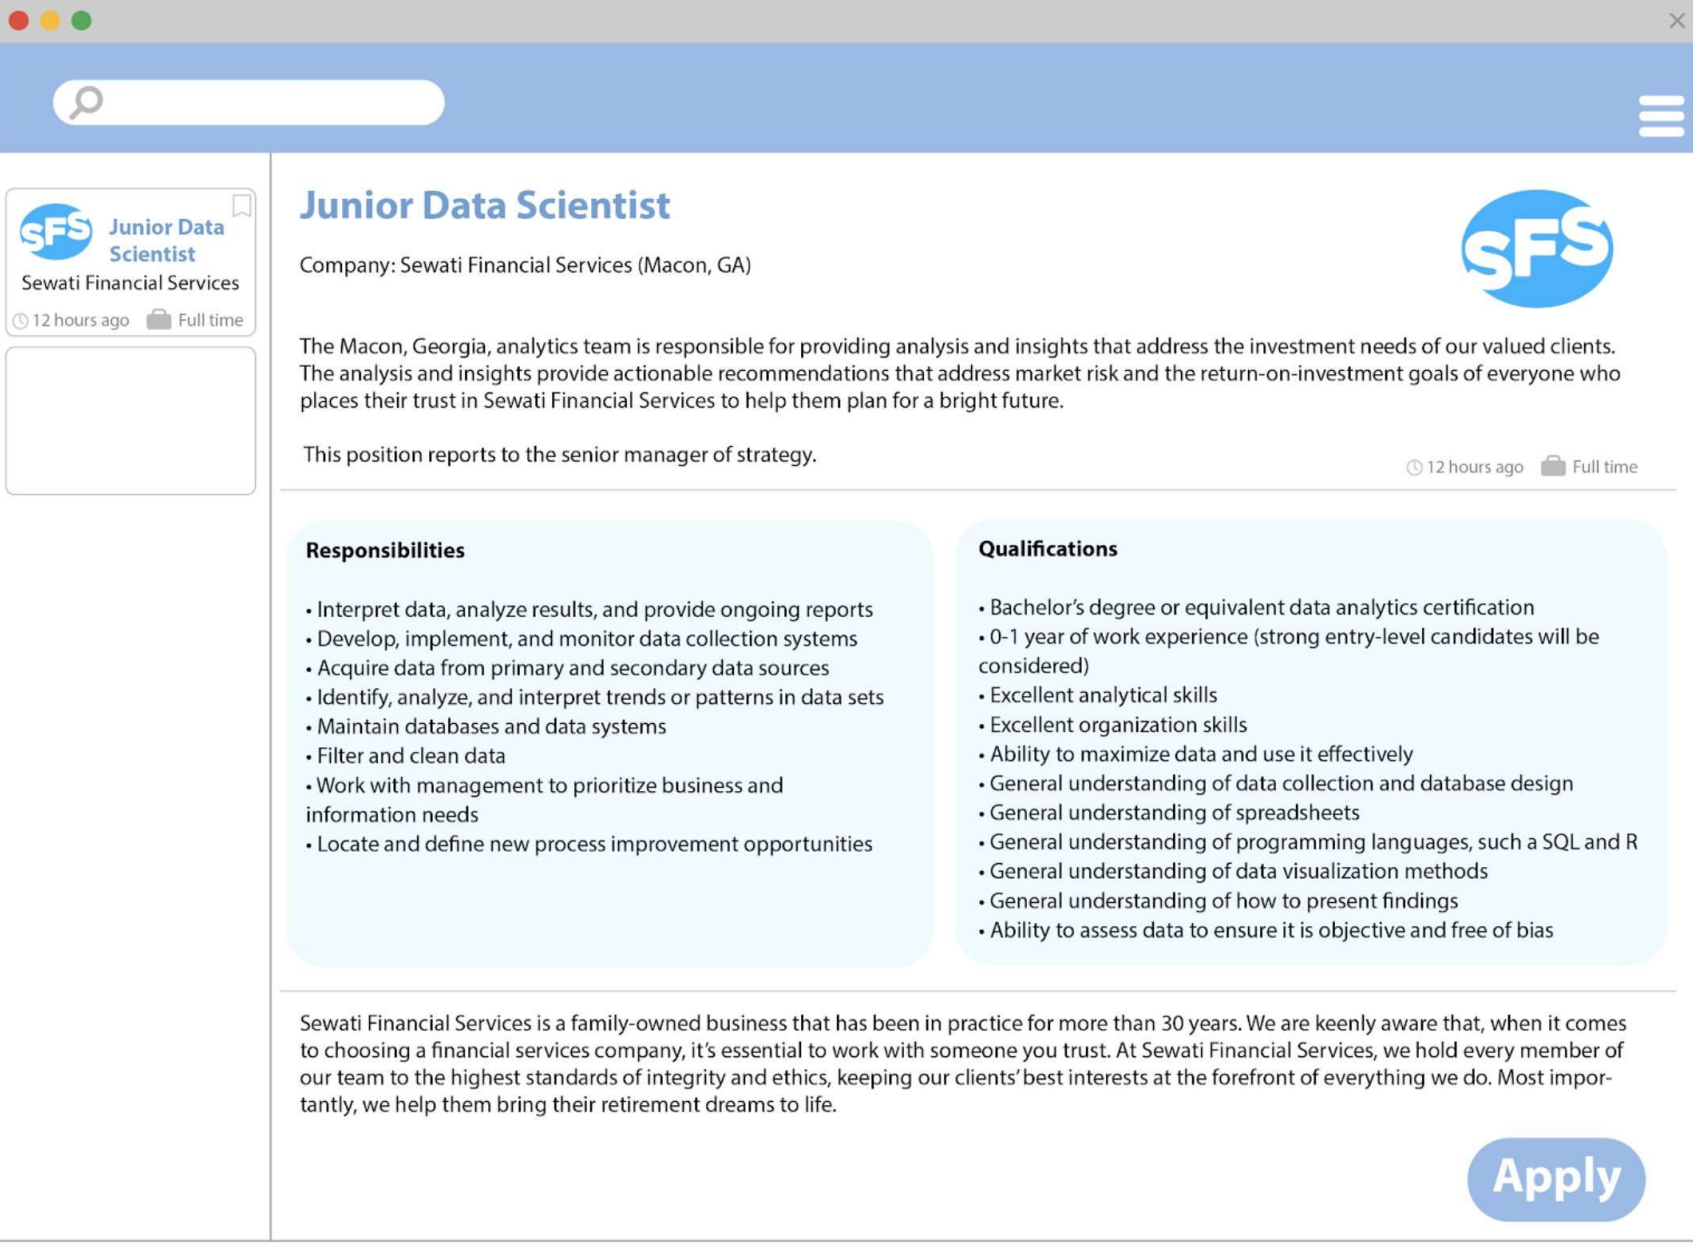 SFS
Junior Data
Scientist
Sewati Financial Services
12 hours ago Full time
Junior Data Scientist
SFS
Company: Sewati Financial Services (Macon, GA)
The Macon, Georgia, analytics team is responsible for providing analysis and insights that address the investment needs of our valued clients.
The analysis and insights provide actionable recommendations that address market risk and the return-on-investment goals of everyone who
places their trust in Sewati Financial Services to help them plan for a bright future.
This position reports to the senior manager of strategy.
12 hours ago Full time
Responsibilities
• Interpret data, analyze results, and provide ongoing reports
• Develop, implement, and monitor data collection systems
• Acquire data from primary and secondary data sources
• Identify, analyze, and interpret trends or patterns in data sets
• Maintain databases and data systems
• Filter and clean data
• Work with management to prioritize business and
information needs
• Locate and define new process improvement opportunities
Qualifications
• Bachelor's degree or equivalent data analytics certification
• 0-1 year of work experience (strong entry-level candidates will be
considered)
• Excellent analytical skills
• Excellent organization skills
• Ability to maximize data and use it effectively
• General understanding of data collection and database design
• General understanding of spreadsheets
• General understanding of programming languages, such a SQL and R
• General understanding of data visualization methods
• General understanding of how to present findings
• Ability to assess data to ensure it is objective and free of bias
Sewati Financial Services is a family-owned business that has been in practice for more than 30 years. We are keenly aware that, when it comes
to choosing a financial services company, it's essential to work with someone you trust. At Sewati Financial Services, we hold every member of
our team to the highest standards of integrity and ethics, keeping our clients' best interests at the forefront of everything we do. Most impor-
tantly, we help them bring their retirement dreams to life.
Apply